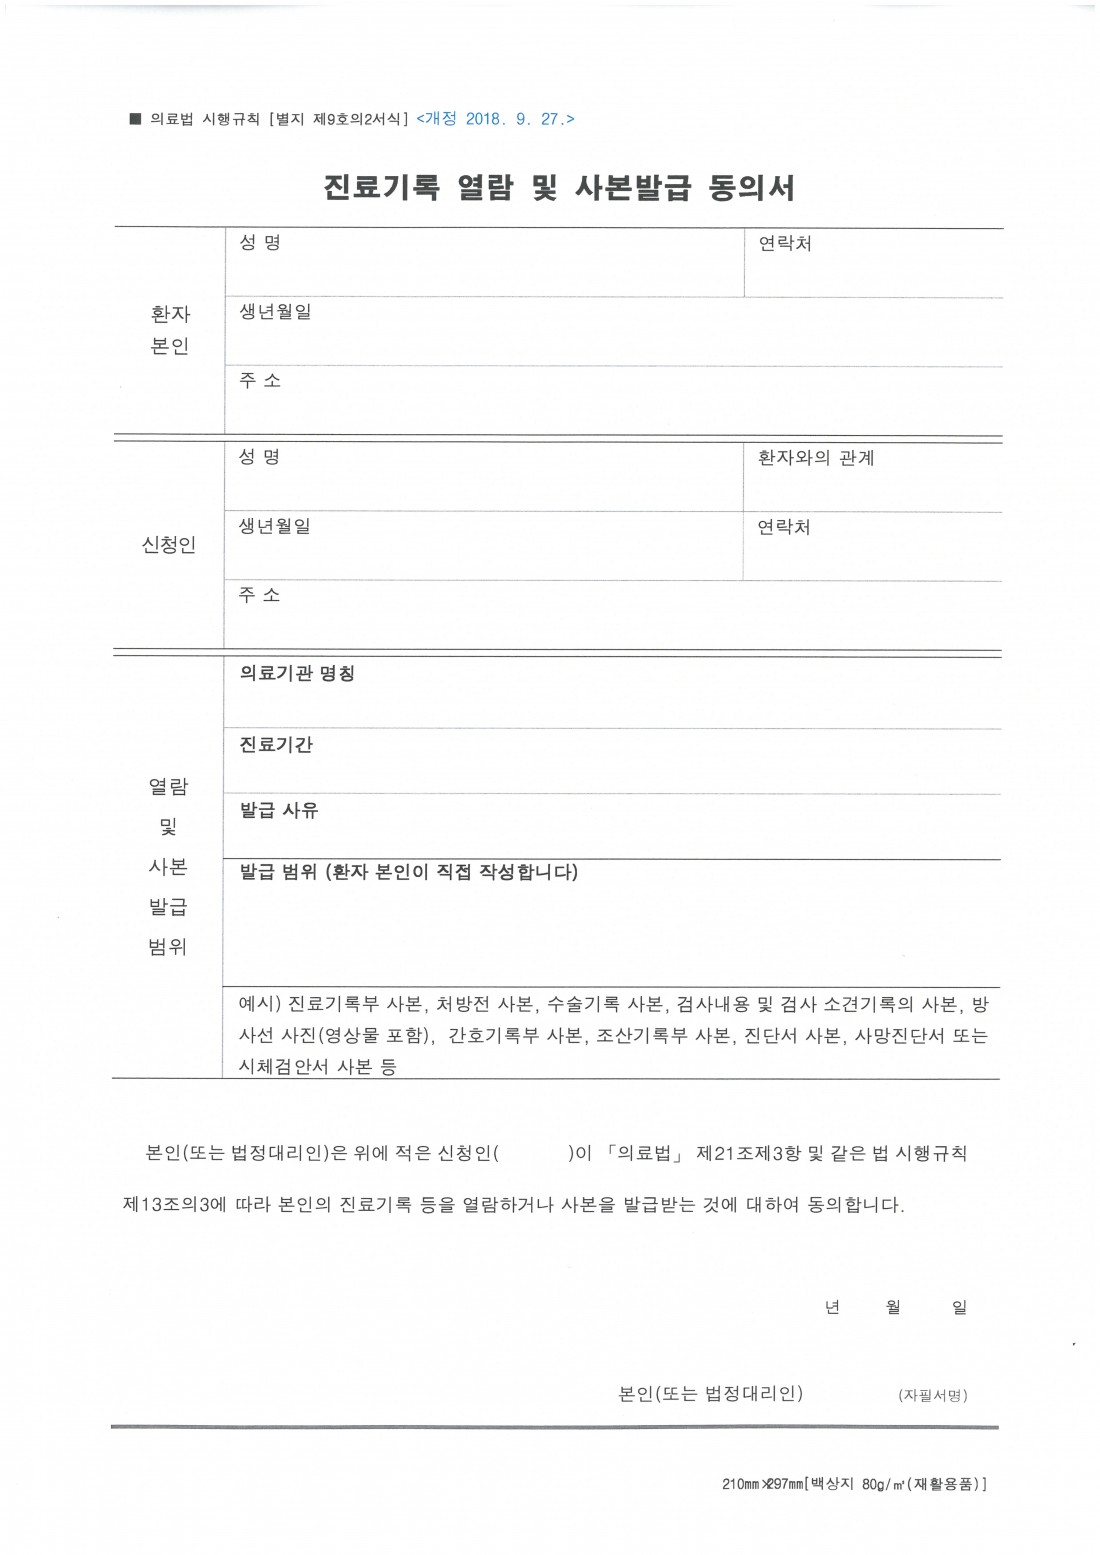 ■ 의료법 시행규칙 [별지 제9호의2서식] <개정 2018. 9. 27.>
진료기록 열람 및 사본발급 동의서
환자
본인
성 명
연락처
생년월일
주 소
신청인
성 명
환자와의 관계
생년월일
연락처
주 소
열람
및
사본
발급
범위
의료기관 명칭
진료기간
발급 사유
발급 범위 (환자 본인이 직접 작성합니다)
예시) 진료기록부 사본, 처방전 사본, 수술기록 사본, 검사내용 및 검사 소견기록의 사본, 방
사선 사진(영상물 포함), 간호기록부 사본, 조산기록부 사본, 진단서 사본, 사망진단서 또는
시체검안서 사본 등
본인(또는 법정대리인)은 위에 적은 신청인( )이 「의료법」 제21조제3항 및 같은 법 시행규칙
제13조의3에 따라 본인의 진료기록 등을 열람하거나 사본을 발급받는 것에 대하여 동의합니다.
년 월 일
본인(또는 법정대리인) (자필서명)
210mm×297mm[백상지 80g/㎡(재활용품)]